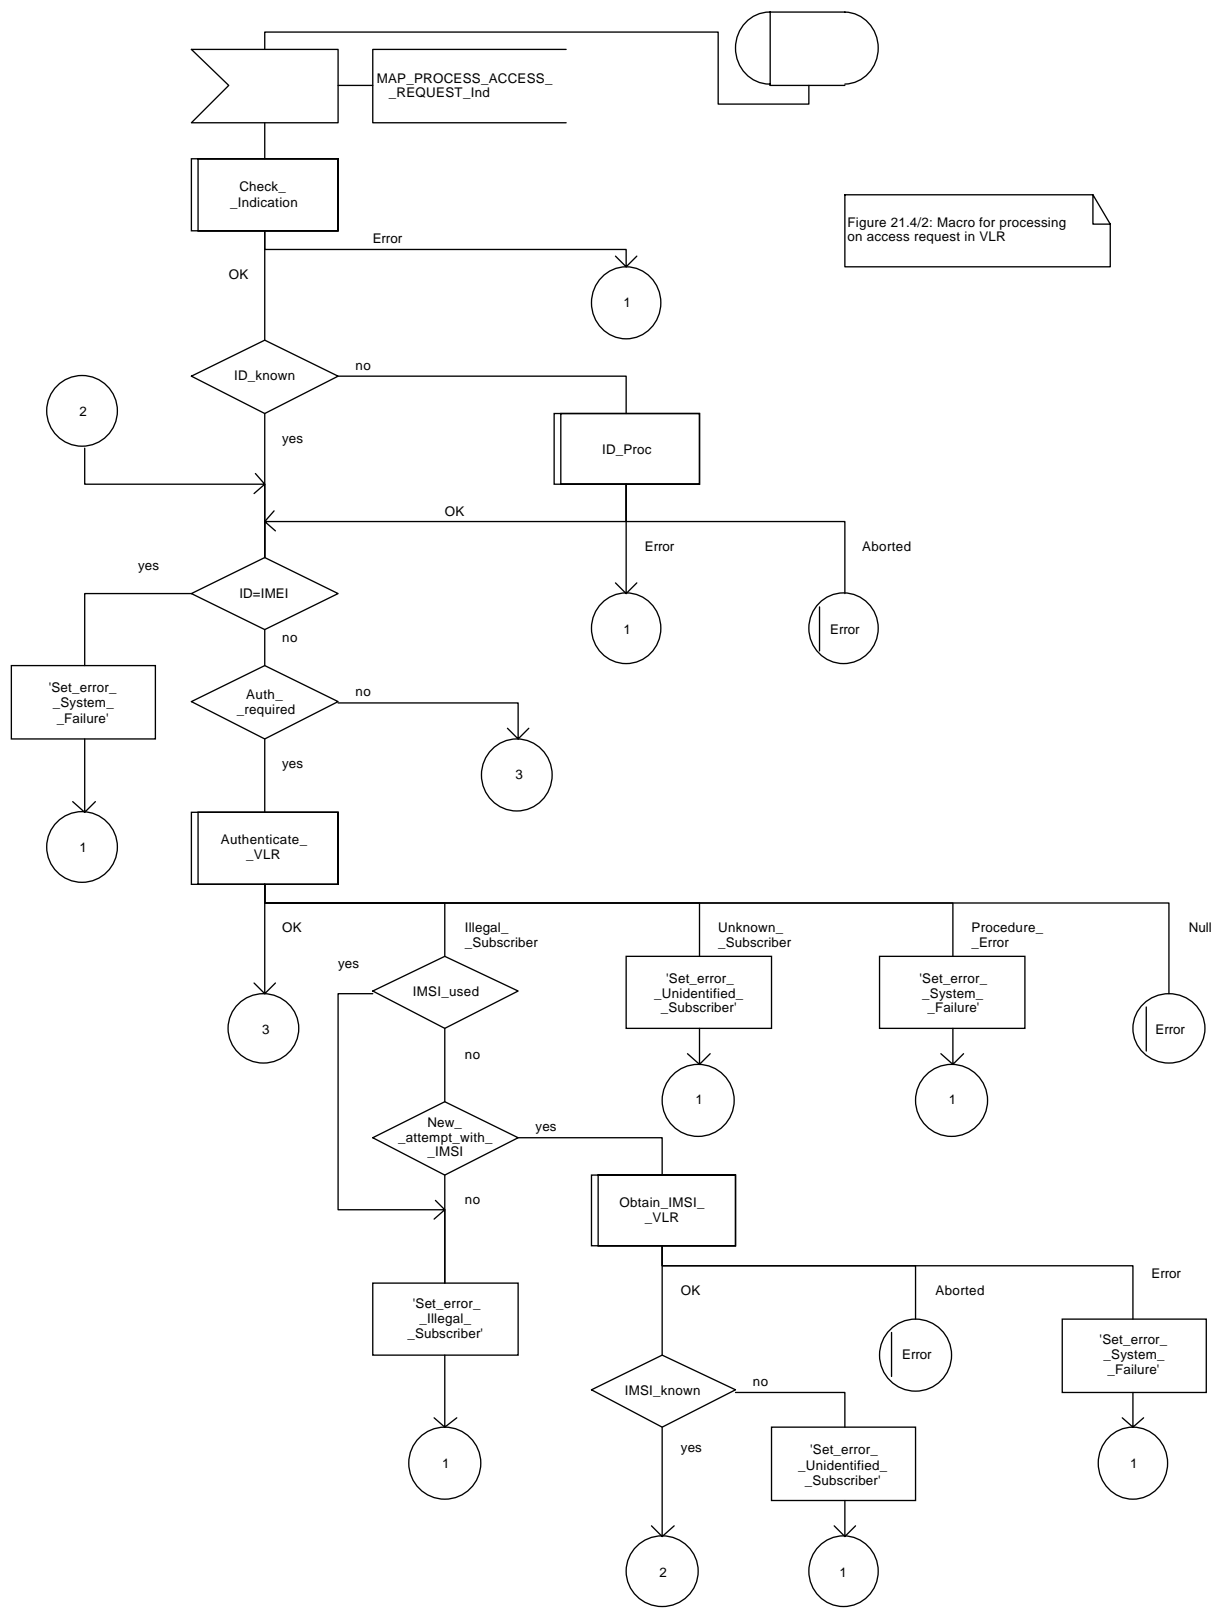 MAP_PROCESS_ACCESS_
_REQUEST_Ind
Check_
_Indication
Figure 21.4/2: Macro for processing
on access request in VLR
Error
OK
1
ID_known
no
2
yes
ID_Proc
OK
Error
Aborted
yes
ID=IMEI
no
1
Error
'Set_error_
_System_
_Failure'
Auth_
_required
no
yes
3
1
Authenticate_
_VLR
OK
Illegal_
_Subscriber
Unknown_
_Subscriber
Procedure_
_Error
Null
yes
IMSI_used
'Set_error_
_Unidentified_
_Subscriber'
'Set_error_
_System_
_Failure'
3
Error
no
1
1
New_
_attempt_with_
_IMSI
yes
no
Obtain_IMSI_
_VLR
OK
Aborted
Error
'Set_error_
_Illegal_
_Subscriber'
Error
'Set_error_
_System_
_Failure'
IMSI_known
no
yes
1
'Set_error_
_Unidentified_
_Subscriber'
1
2
1